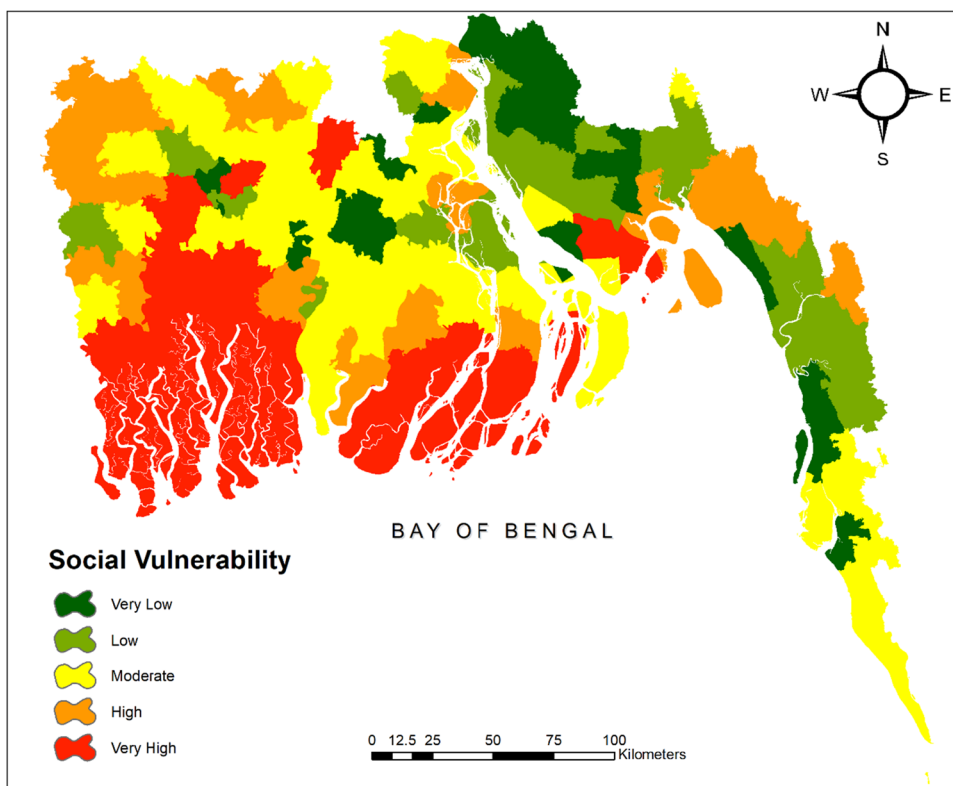 N
W E
S
BAY OF BENGAL
Social Vulnerability
Very Low
Low
Moderate
High
Very High
0 12.5 25 50 75 100
Kilometers